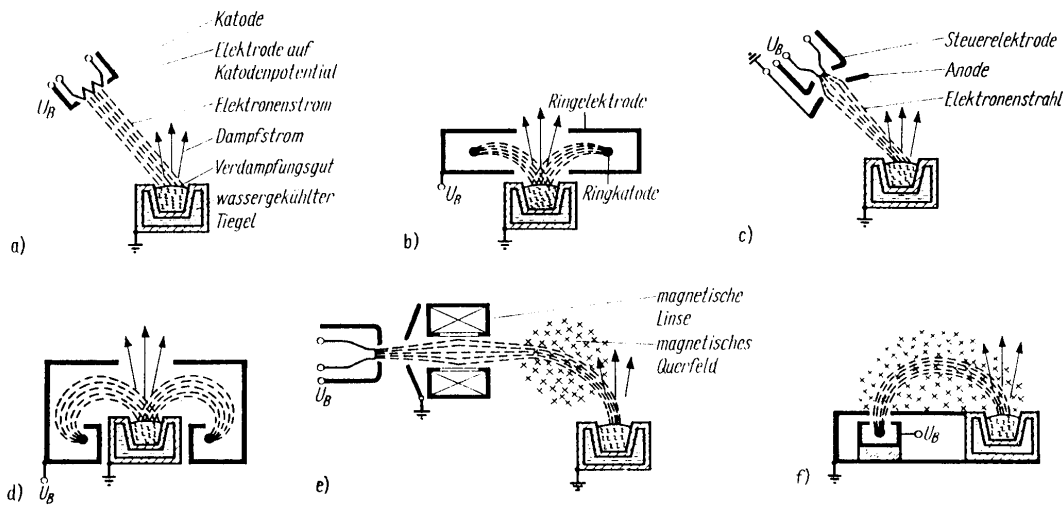 Katode
Elektrode auf
Katodenpotential
U_B
Elektronenstrom
Dampfstrom
Verdampfungsgut
wassergekühlter
Tiegel
a)
Ringelektrode
U_B
Ringkatode
b)
Steuerelektrode
U_B
Anode
Elektronenstrahl
c)
d)
U_B
magnetische
Linse
magnetisches
Querfeld
U_B
e)
U_B
f)